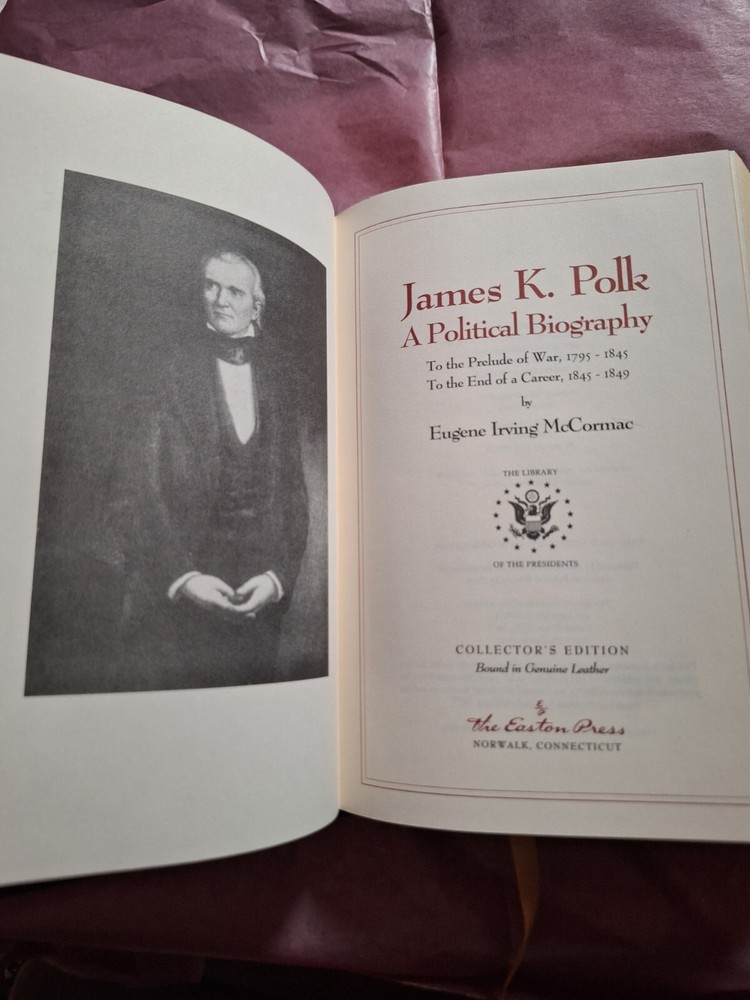 James K. Polk
A Political Biography
To the Prelude of War, 1795 - 1845
To the End of a Career, 1845 - 1849
by
Eugene Irving McCormac
THE LIBRARY
OF THE PRESIDENTS
COLLECTOR'S EDITION
Bound in Genuine Leather
The Easton Press
NORWALK, CONNECTICUT